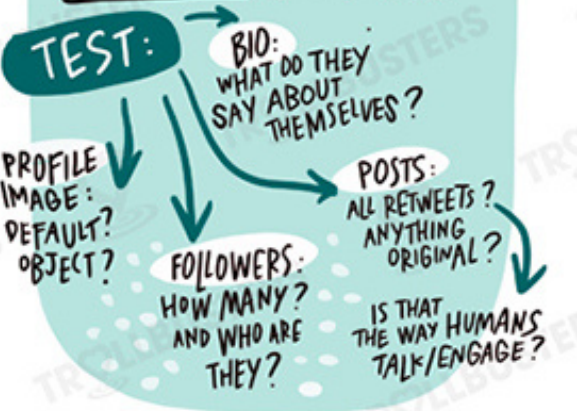 TEST:
BIO:
WHAT DO THEY
SAY ABOUT
THEMSELVES?
PROFILE
IMAGE:
DEFAULT?
OBJECT?
FOLLOWERS:
HOW MANY?
AND WHO ARE
THEY?
POSTS:
ALL RETWEETS?
ANYTHING
ORIGINAL?
IS THAT
THE WAY HUMANS
TALK/ENGAGE?